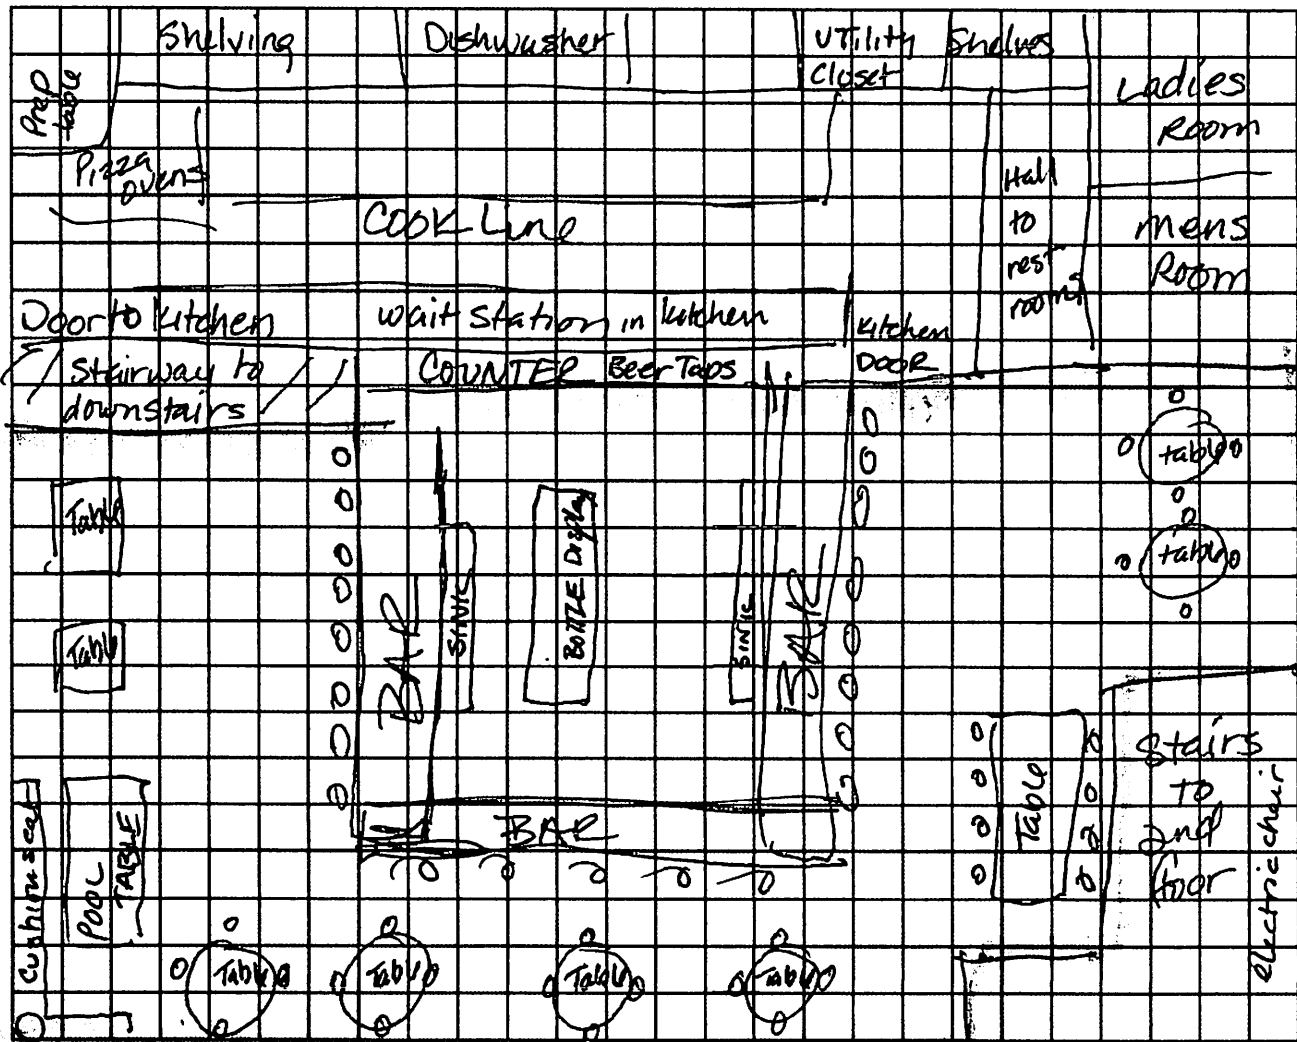 Shelving
Dishwasher
Utility
Closet
Shelves
Ladies
Room
Prep
table
Pizza
ovens
Hall
to
rest
rooms
Cook Line
mens
Room
Door to kitchen
wait station in kitchen
kitchen
DOOR
Stairway to
downstairs
COUNTER Beer Taps
table
table
Table
Table
BAR
SINK
BOTTLE Display
SINK
BAR
BAR
Cushion seat
POOL
TABLE
Table
Stairs
to
2nd
floor
electric chair
Table
Table
Table
Table